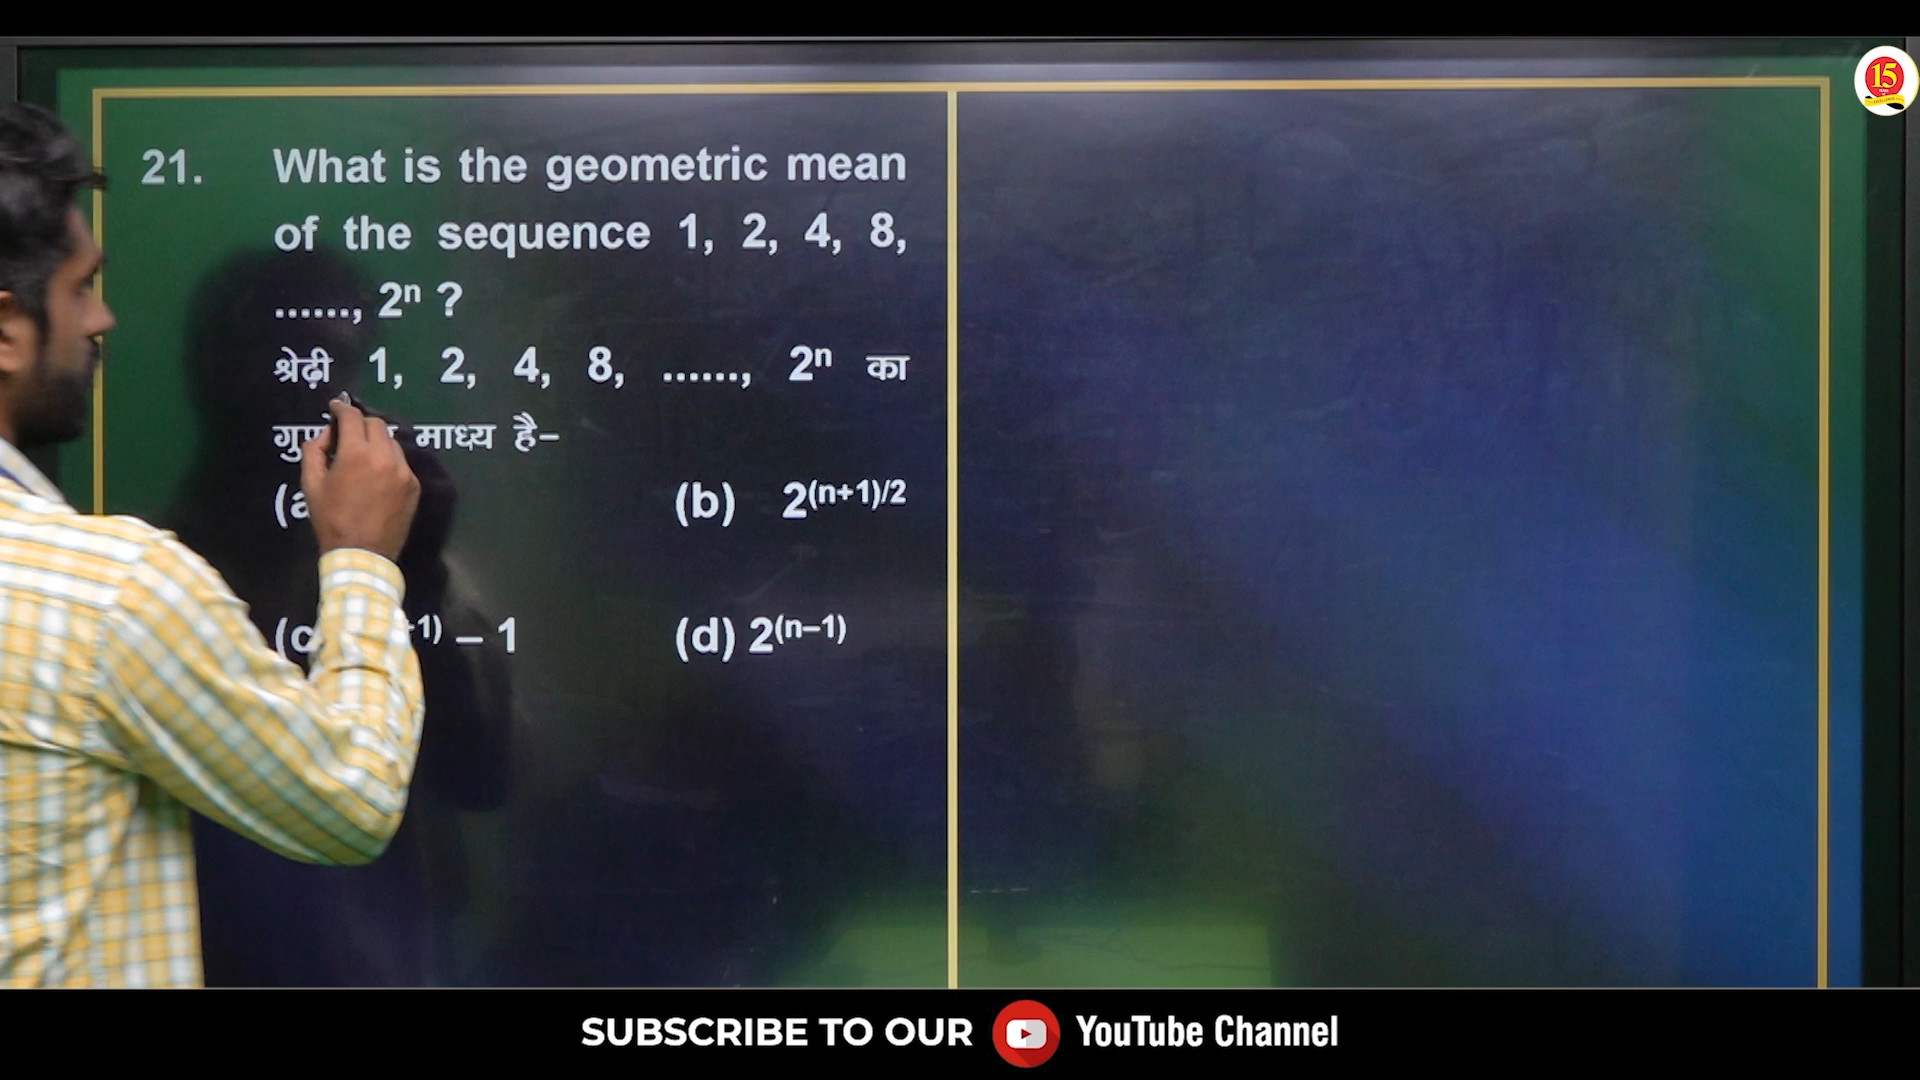 15
21. What is the geometric mean
of the sequence 1, 2, 4, 8,
......, 2ⁿ ?
श्रेढ़ी 1, 2, 4, 8, ......, 2ⁿ का
माध्य है–
(b) 2⁽ⁿ⁺¹⁾/²
– 1 (d) 2⁽ⁿ⁻¹⁾
SUBSCRIBE TO OUR YouTube Channel